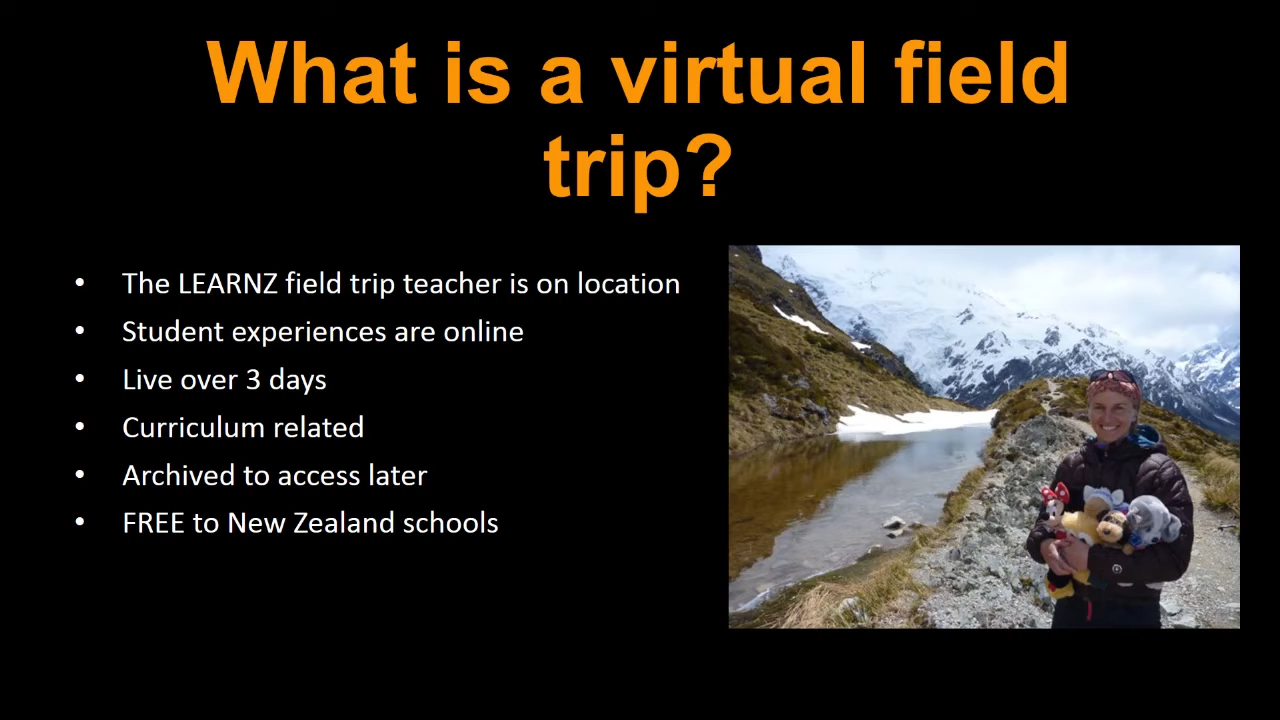 What is a virtual field
trip?
• The LEARNZ field trip teacher is on location
• Student experiences are online
• Live over 3 days
• Curriculum related
• Archived to access later
• FREE to New Zealand schools